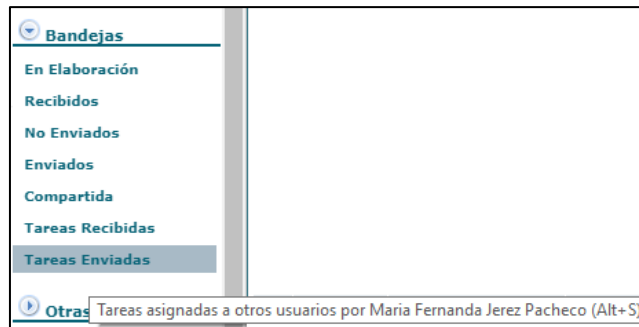 Bandejas
En Elaboración
Recibidos
No Enviados
Enviados
Compartida
Tareas Recibidas
Tareas Enviadas
Otras
Tareas asignadas a otros usuarios por Maria Fernanda Jerez Pacheco (Alt+S)